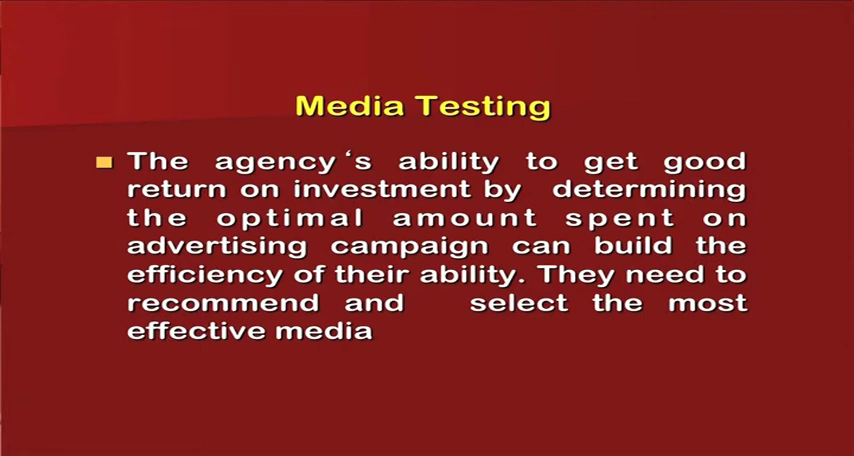 Media Testing
The agency‘s ability to get good
return on investment by determining
the optimal amount spent on
advertising campaign can build the
efficiency of their ability. They need to
recommend and select the most
effective media